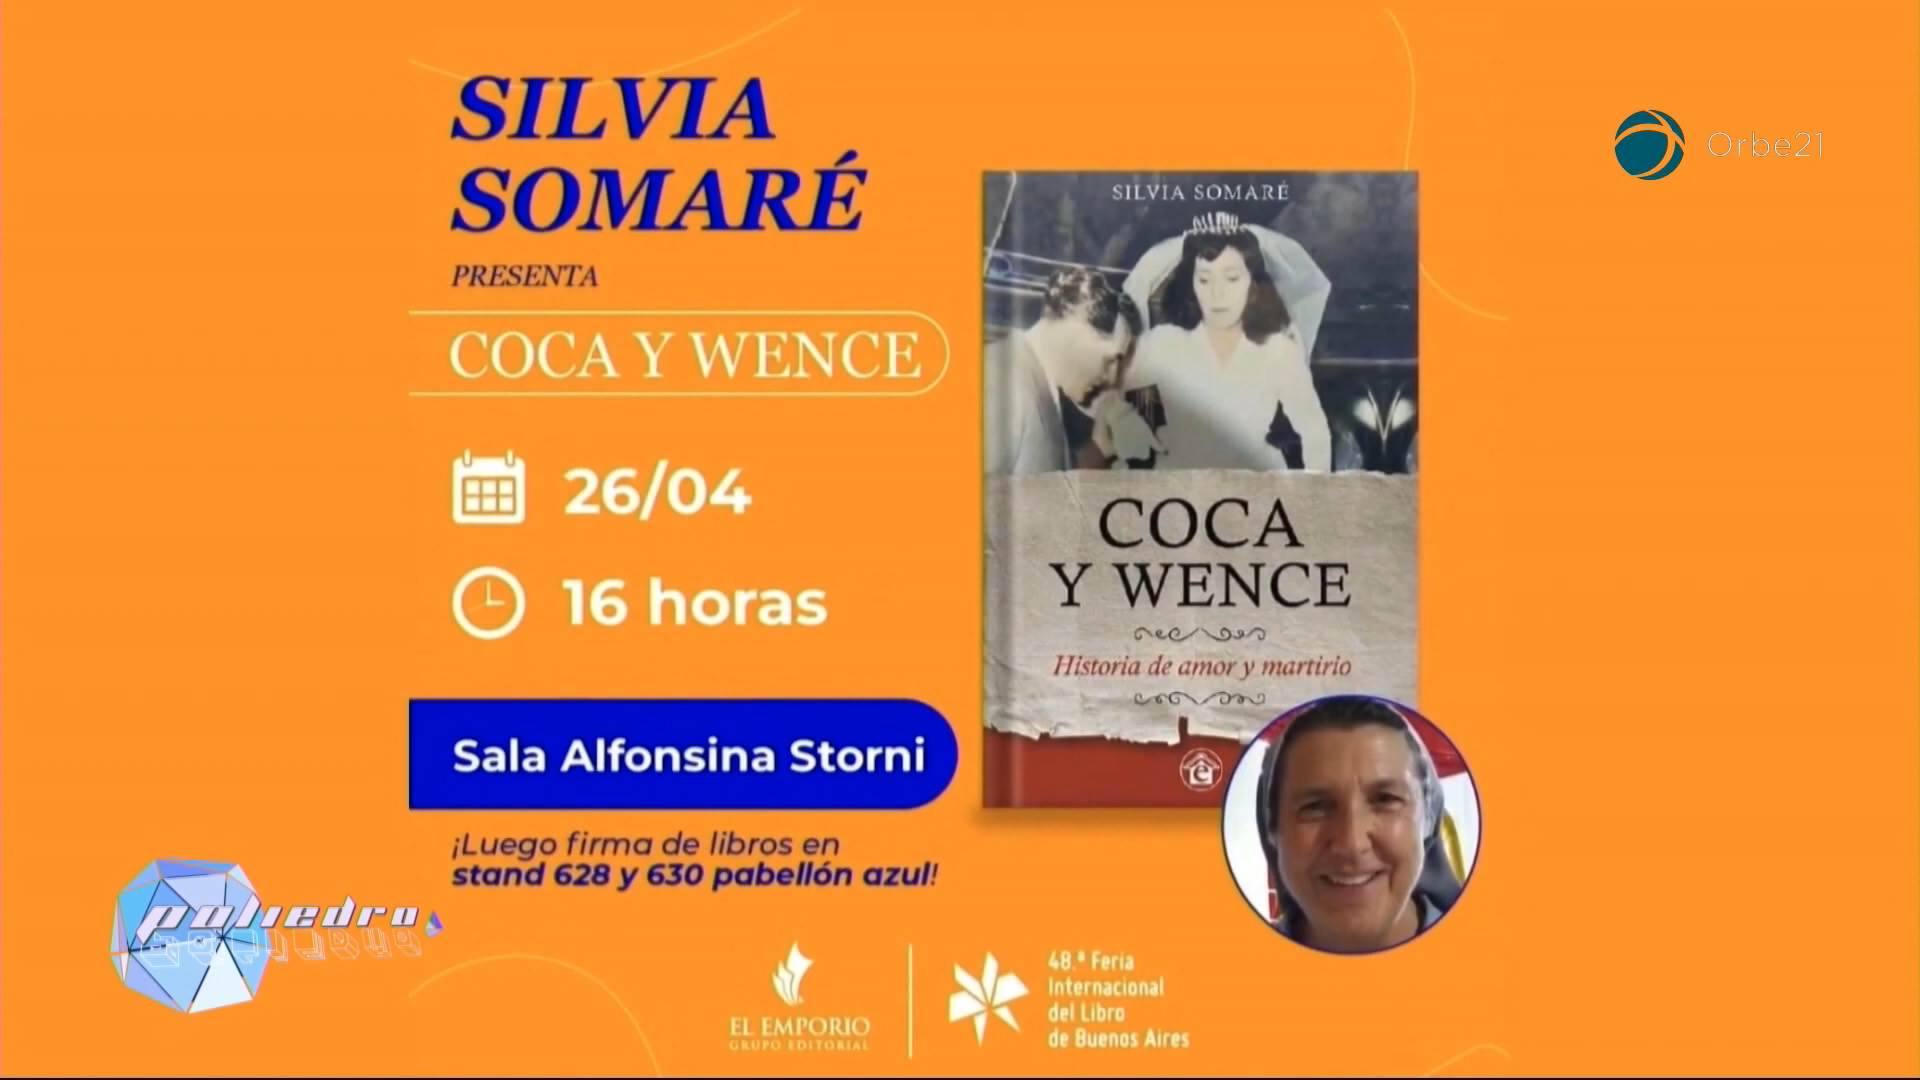 SILVIA
SOMARÉ
PRESENTA
COCA Y WENCE
26/04
16 horas
Sala Alfonsina Storni
¡Luego firma de libros en
stand 628 y 630 pabellón azul!
SILVIA SOMARÉ
COCA
Y WENCE
Historia de amor y martirio
e
Orbe21
poliedro
EL EMPORIO
GRUPO EDITORIAL
48.ª Feria
Internacional
del Libro
de Buenos Aires